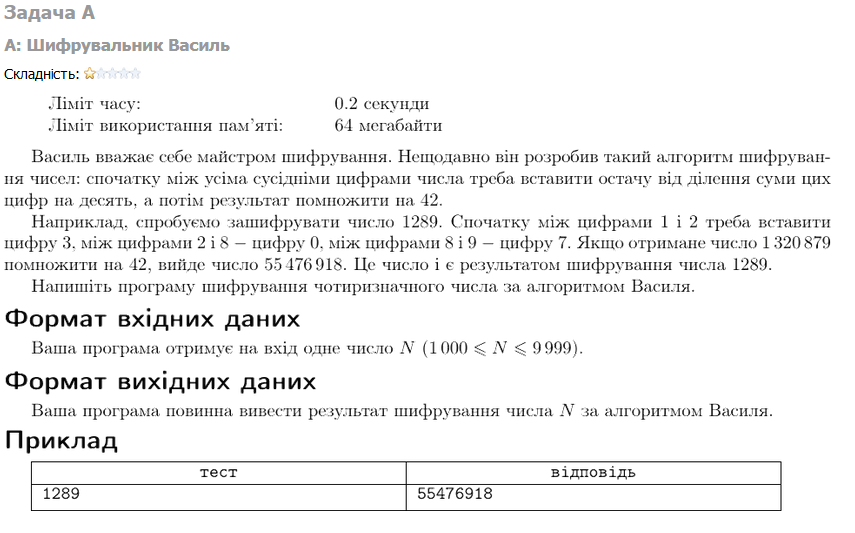 Задача A
A: Шифрувальник Василь
Складність:
Ліміт часу: 0.2 секунди
Ліміт використання пам'яті: 64 мегабайти
Василь вважає себе майстром шифрування. Нещодавно він розробив такий алгоритм шифруван-
ня чисел: спочатку між усіма сусідніми цифрами числа треба вставити остачу від ділення суми цих
цифр на десять, а потім результат помножити на 42.
Наприклад, спробуємо зашифрувати число 1289. Спочатку між цифрами 1 і 2 треба вставити
цифру 3, між цифрами 2 і 8 – цифру 0, між цифрами 8 і 9 – цифру 7. Якщо отримане число 1 320 879
помножити на 42, вийде число 55 476 918. Це число і є результатом шифрування числа 1289.
Напишіть програму шифрування чотиризначного числа за алгоритмом Василя.
Формат вхідних даних
Ваша програма отримує на вхід одне число N (1 000 ⩽ N ⩽ 9 999).
Формат вихідних даних
Ваша програма повинна вивести результат шифрування числа N за алгоритмом Василя.
Приклад
тест відповідь
1289 55476918